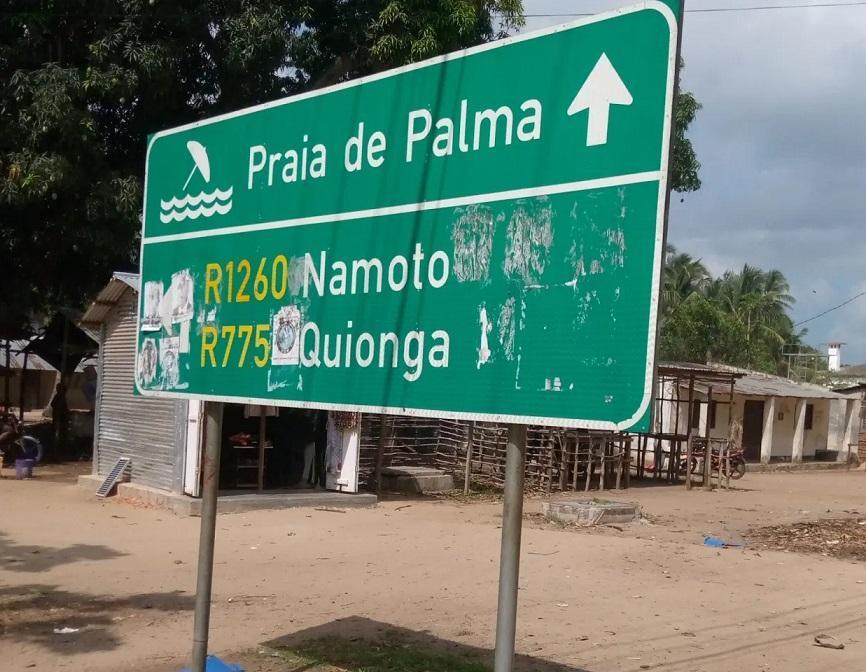 Praia de Palma
R1260 Namoto
R775 Quionga